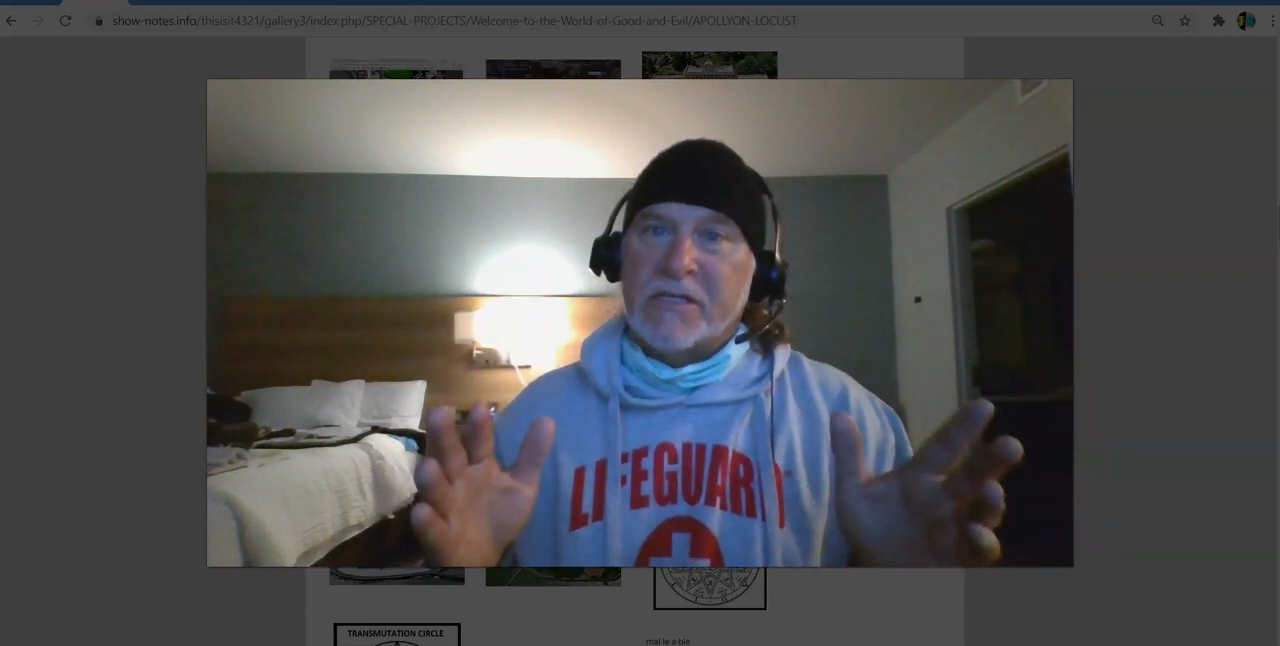 show-notes.info/thisisit4321/gallery3/index.php/SPECIAL-PROJECTS/Welcome-to-the-World-of-Good-and-Evil/APOLLYON-LOCUST
LIFEGUARD
TRANSMUTATION CIRCLE
mal·le·a·ble